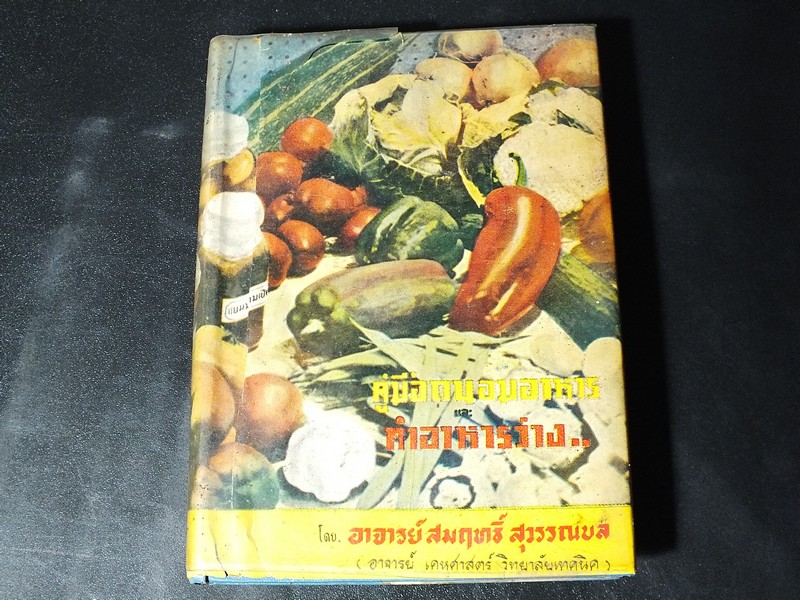 คู่มือถนอมอาหาร
และ
ทำอาหารว่าง..
โดย. อาจารย์ สมฤทธิ์ สุวรรณบล
( อาจารย์ เคหศาสตร์ วิทยาลัยเทคนิค )